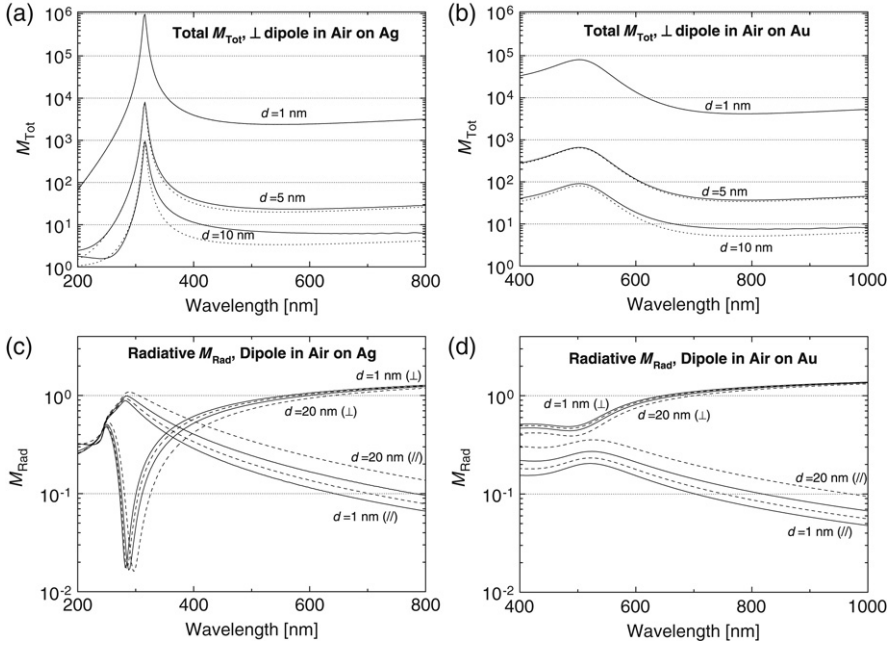 (a)
Total M_Tot, ⊥ dipole in Air on Ag
10^6
10^5
10^4
10^3
10^2
10^1
10^0
M_Tot
d=1 nm
d=5 nm
d=10 nm
200 400 600 800
Wavelength [nm]
(b)
Total M_Tot, ⊥ dipole in Air on Au
10^6
10^5
10^4
10^3
10^2
10^1
10^0
M_Tot
d=1 nm
d=5 nm
d=10 nm
400 600 800 1000
Wavelength [nm]
(c)
Radiative M_Rad, Dipole in Air on Ag
10^0
10^-1
10^-2
M_Rad
d=1 nm (⊥)
d=20 nm (⊥)
d=20 nm (//)
d=1 nm (//)
200 400 600 800
Wavelength [nm]
(d)
Radiative M_Rad, Dipole in Air on Au
10^0
10^-1
10^-2
M_Rad
d=1 nm (⊥)
d=20 nm (⊥)
d=20 nm (//)
d=1 nm (//)
400 600 800 1000
Wavelength [nm]